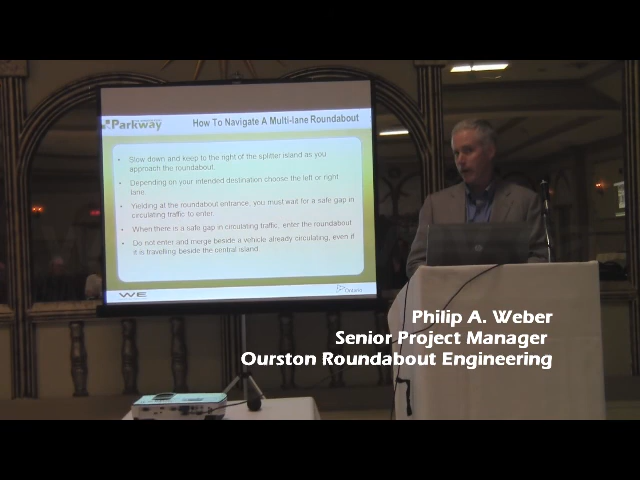 Parkway
How To Navigate A Multi-lane Roundabout
• Slow down and keep to the right of the splitter island as you
approach the roundabout.
• Depending on your intended destination choose the left or right
lane.
• Yielding at the roundabout entrance, you must wait for a safe gap in
circulating traffic to enter.
• When there is a safe gap in circulating traffic, enter the roundabout
• Do not enter and merge beside a vehicle already circulating, even if
it is travelling beside the central island.
WE
Ontario
Philip A. Weber
Senior Project Manager
Ourston Roundabout Engineering